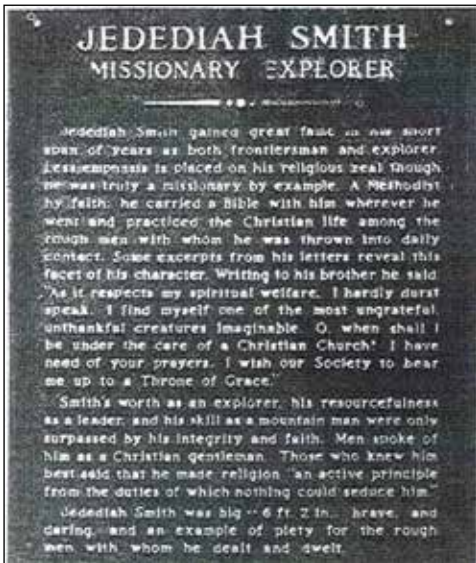 JEDEDIAH SMITH
MISSIONARY EXPLORER
Jedediah Smith gained great fame in his short
span of years as both frontiersman and explorer.
Less emphasis is placed on his religious zeal though
he was truly a missionary by example. A Methodist
by faith; he carried a Bible with him wherever he
went and practiced the Christian life among the
rough men with whom he was thrown into daily
contact. Some excerpts from his letters reveal this
facet of his character. Writing to his brother he said
"As it respects my spiritual welfare, I hardly durst
speak. I find myself one of the most ungrateful,
unthankful creatures imaginable. O, when shall I
be under the care of a Christian Church! I have
need of your prayers. I wish our Society to bear
me up to a Throne of Grace."
Smith's worth as an explorer, his resourcefulness
as a leader, and his skill as a mountain man were only
surpassed by his integrity and faith. Men spoke of
him as a Christian gentleman. Those who knew him
best said that he made religion "an active principle
from the duties of which nothing could seduce him."
Jedediah Smith was big - 6 ft. 2 in., brave, and
daring, and an example of piety for the rough
men with whom he dealt and dwelt.